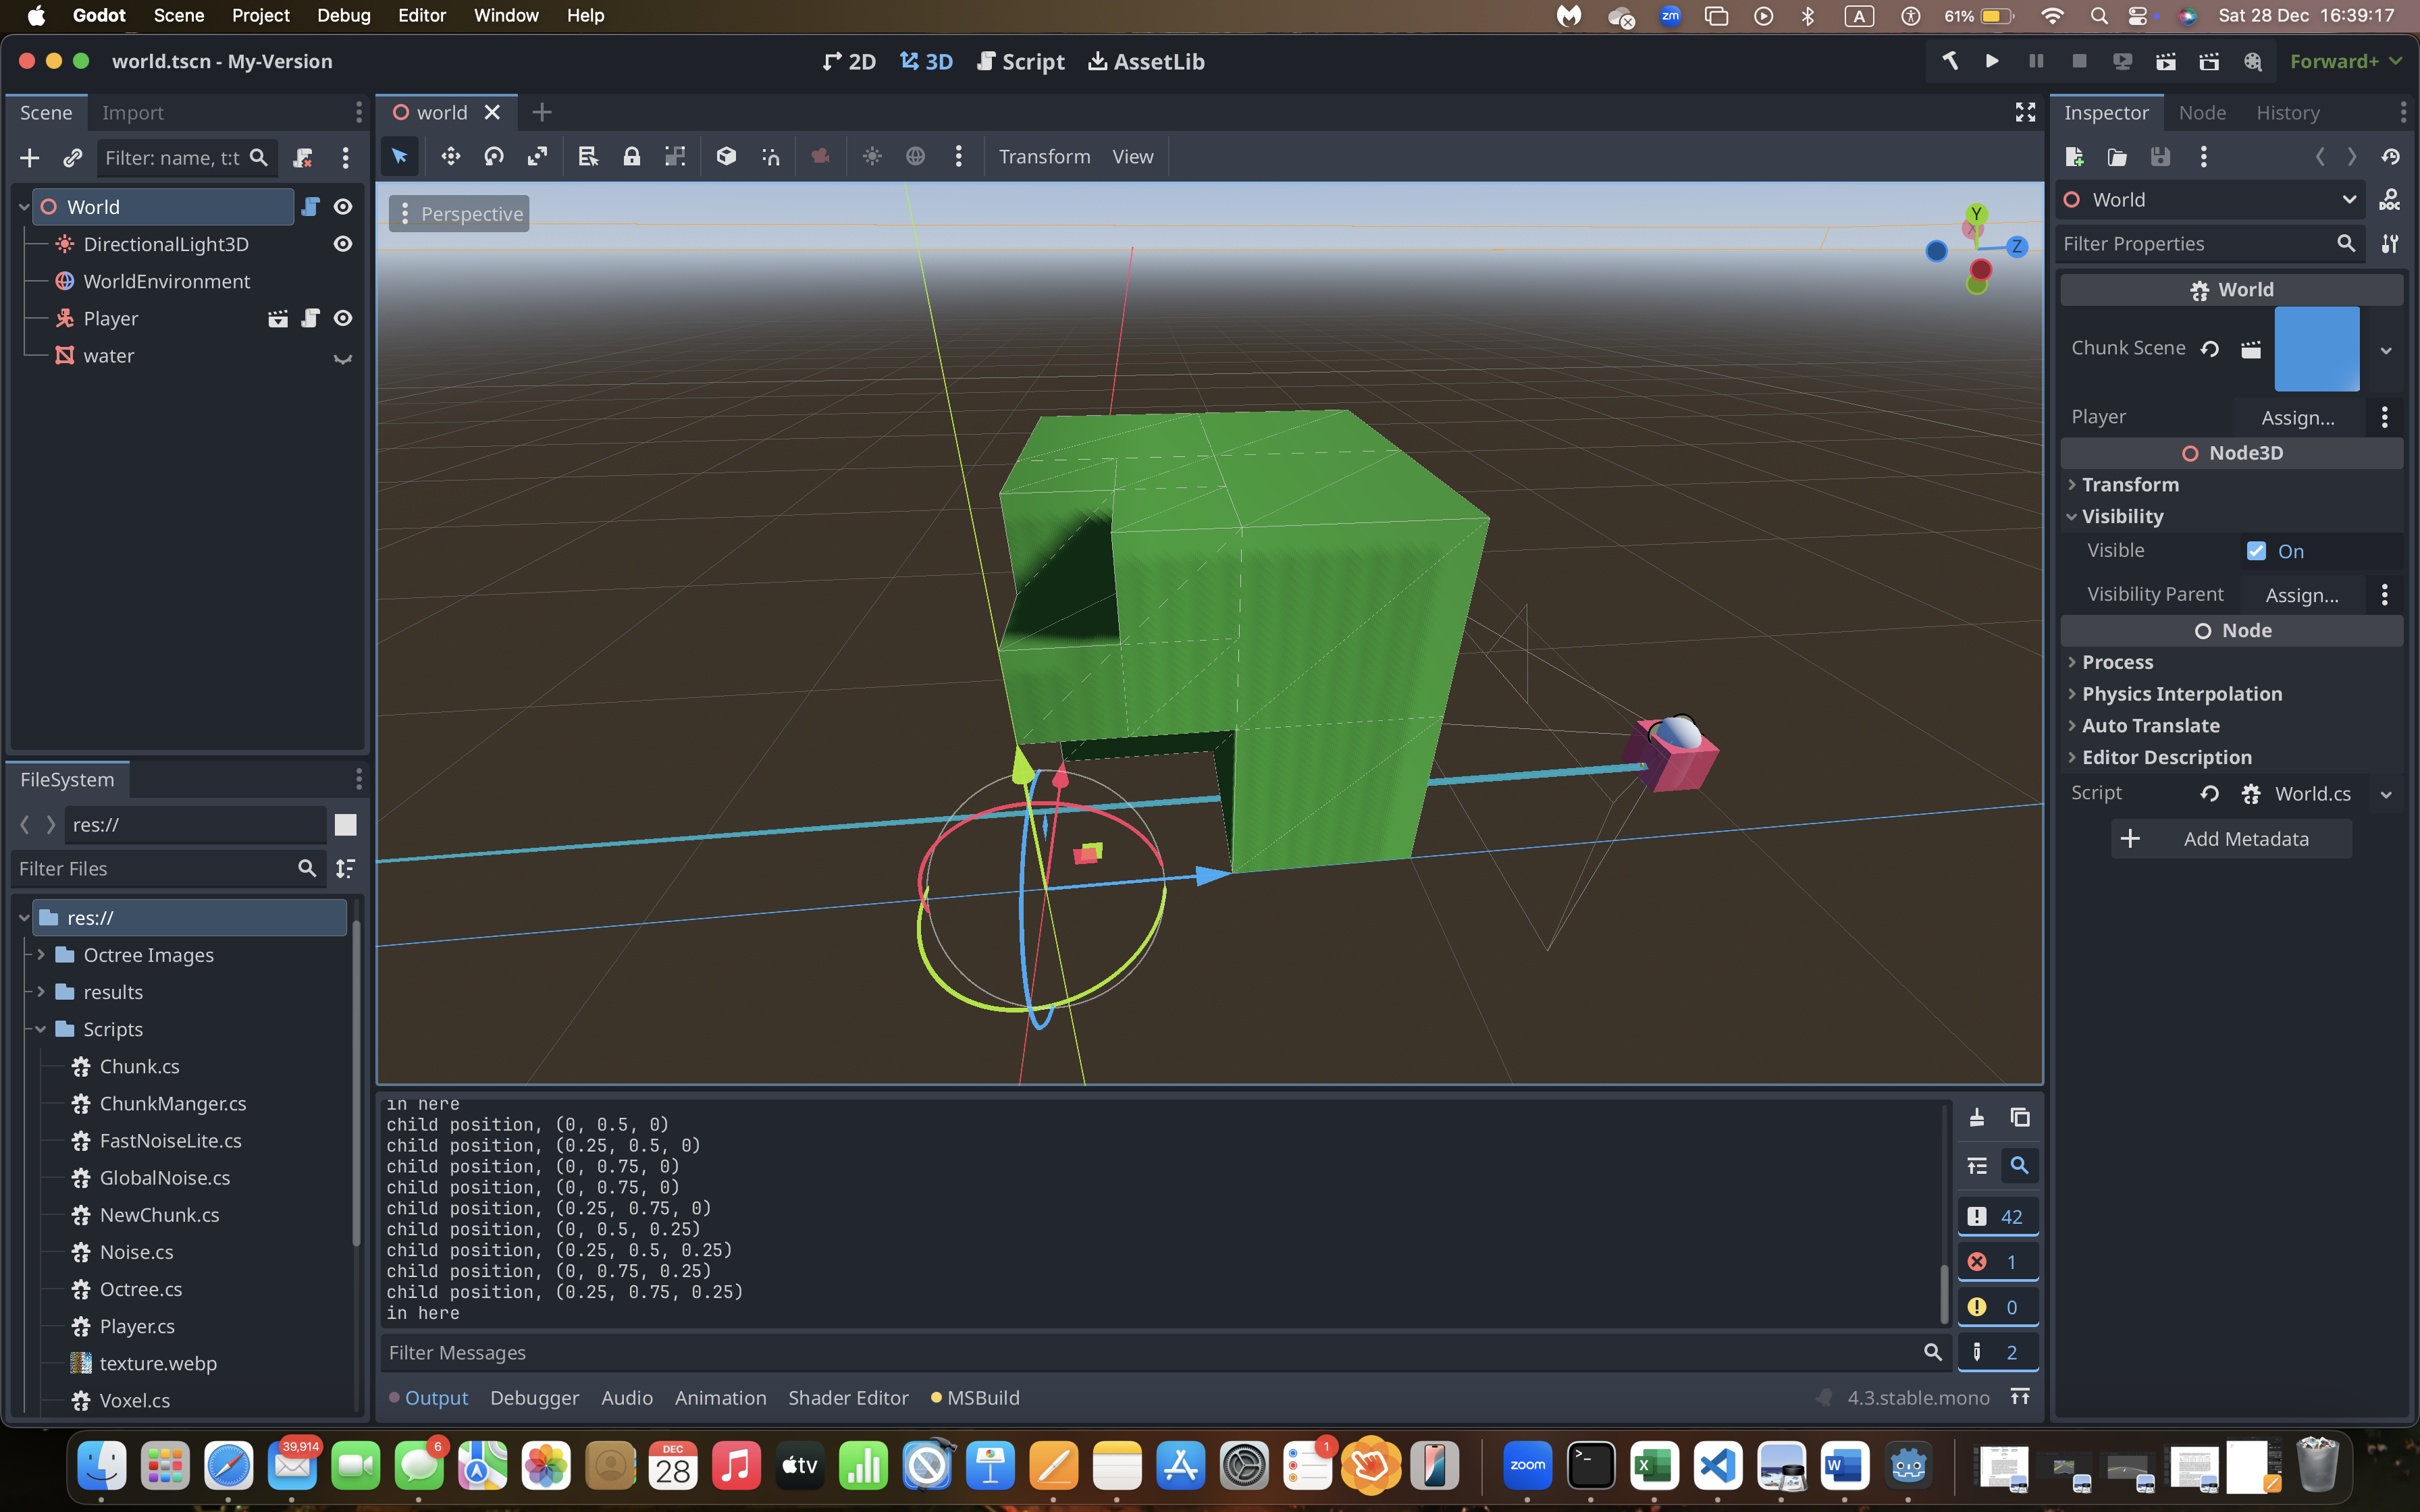 Godot Scene Project Debug Editor Window Help
zm A 61% Sat 28 Dec 16:39:17
world.tscn - My-Version
2D 3D Script AssetLib
Forward+
Scene Import
Filter: name, t:t
World
DirectionalLight3D
WorldEnvironment
Player
water
FileSystem
res://
Filter Files
res://
Octree Images
results
Scripts
Chunk.cs
ChunkManger.cs
FastNoiseLite.cs
GlobalNoise.cs
NewChunk.cs
Noise.cs
Octree.cs
Player.cs
texture.webp
Voxel.cs
world
Transform View
Perspective
Y
X
Z
in here
child position, (0, 0.5, 0)
child position, (0.25, 0.5, 0)
child position, (0, 0.75, 0)
child position, (0, 0.75, 0)
child position, (0.25, 0.75, 0)
child position, (0, 0.5, 0.25)
child position, (0.25, 0.5, 0.25)
child position, (0, 0.75, 0.25)
child position, (0.25, 0.75, 0.25)
in here
42
1
0
2
Filter Messages
Output Debugger Audio Animation Shader Editor MSBuild
4.3.stable.mono
Inspector Node History
World
DOC
Filter Properties
World
Chunk Scene
Player Assign...
Node3D
Transform
Visibility
Visible On
Visibility Parent Assign...
Node
Process
Physics Interpolation
Auto Translate
Editor Description
Script World.cs
Add Metadata
39,914
6
DEC
28
tv
1
zoom
X
W